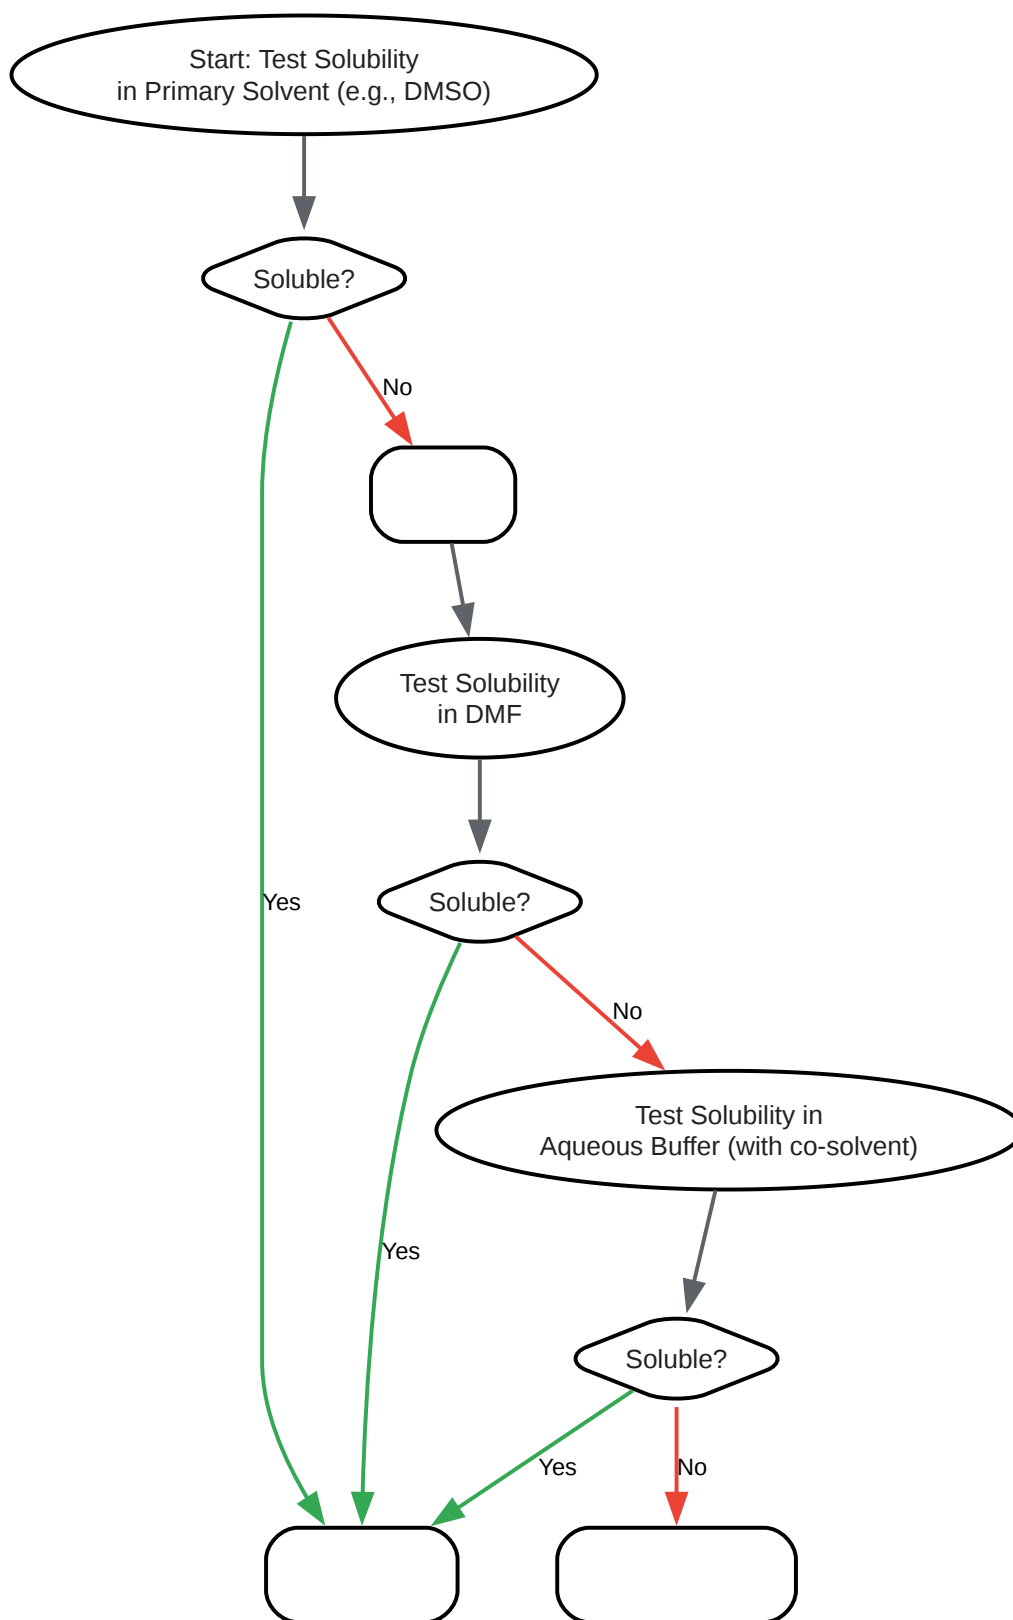 Start: Test Solubility
in Primary Solvent (e.g., DMSO)
Soluble?
No
Test Solubility
in DMF
Yes
Soluble?
No
Test Solubility in
Aqueous Buffer (with co-solvent)
Yes
Soluble?
Yes
No